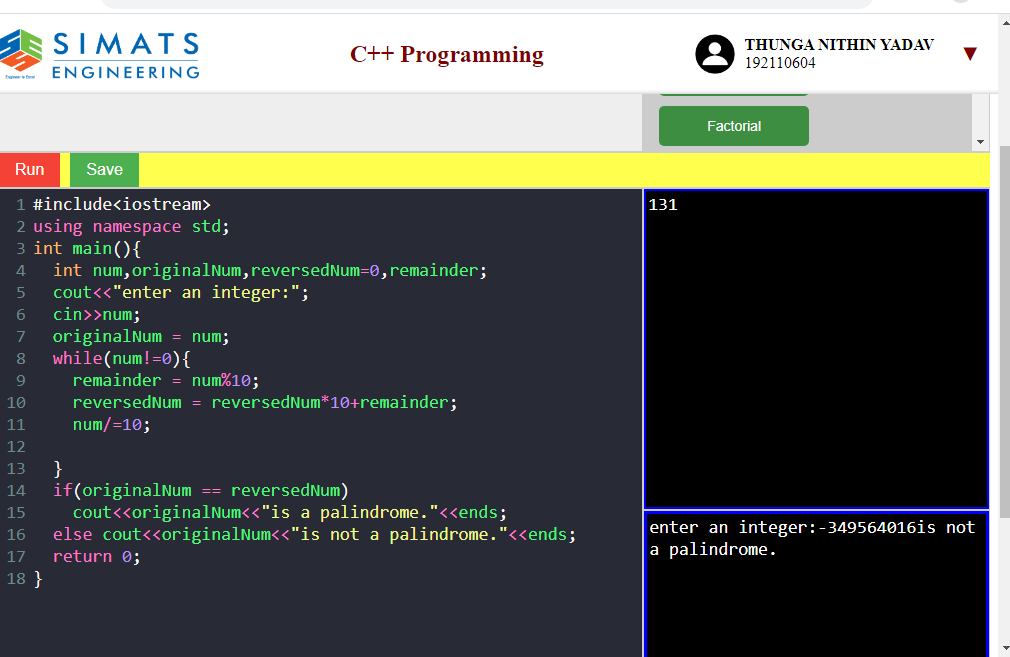 SIMATS
ENGINEERING
Engineer to Excel
C++ Programming
THUNGA NITHIN YADAV
192110604
Factorial
Run Save
1 #include<iostream>
2 using namespace std;
3 int main(){
4   int num,originalNum,reversedNum=0,remainder;
5   cout<<"enter an integer:";
6   cin>>num;
7   originalNum = num;
8   while(num!=0){
9     remainder = num%10;
10     reversedNum = reversedNum*10+remainder;
11     num/=10;
12
13   }
14   if(originalNum == reversedNum)
15     cout<<originalNum<<"is a palindrome."<<ends;
16   else cout<<originalNum<<"is not a palindrome."<<ends;
17   return 0;
18 }
131
enter an integer:-349564016is not
a palindrome.